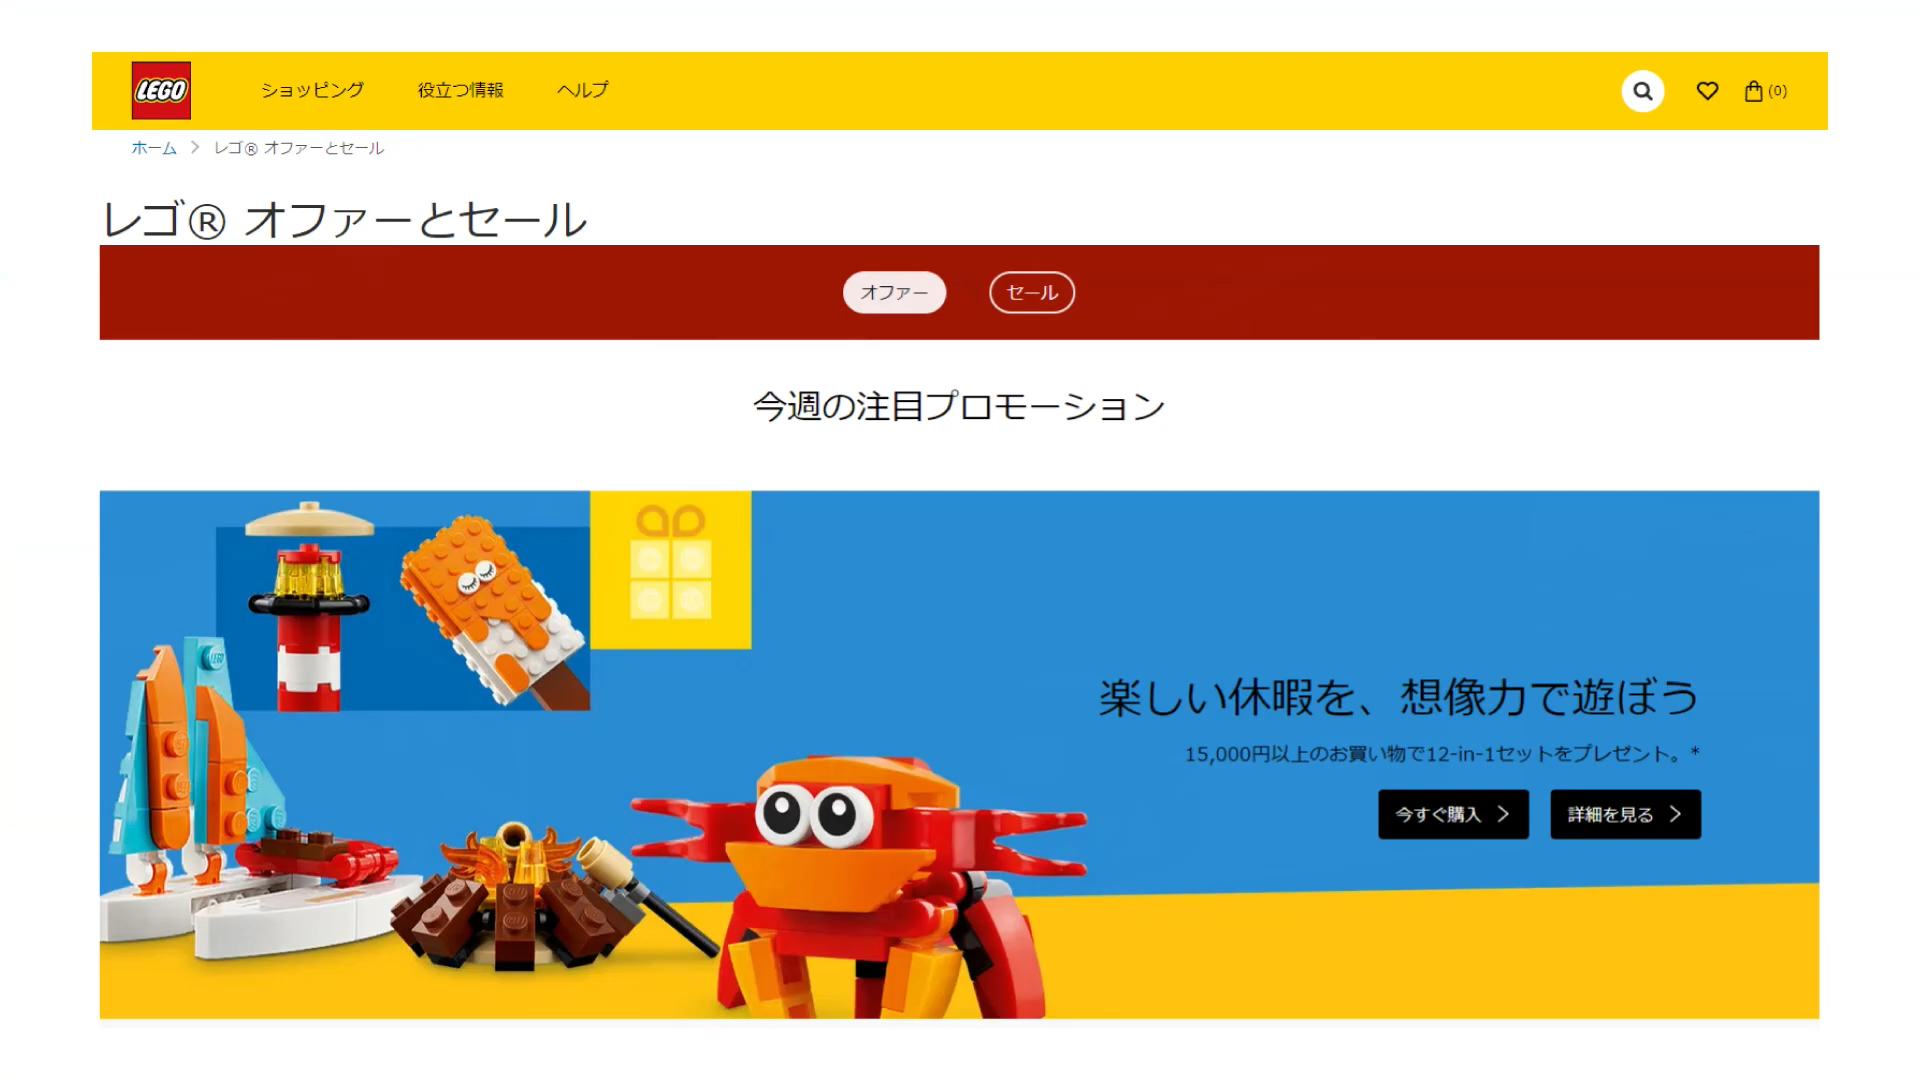 LEGO ショッピング 役立つ情報 ヘルプ (0)
ホーム > レゴ® オファーとセール
レゴ® オファーとセール
オファー セール
今週の注目プロモーション
楽しい休暇を、想像力で遊ぼう
15,000円以上のお買い物で12-in-1セットをプレゼント。*
今すぐ購入 > 詳細を見る >